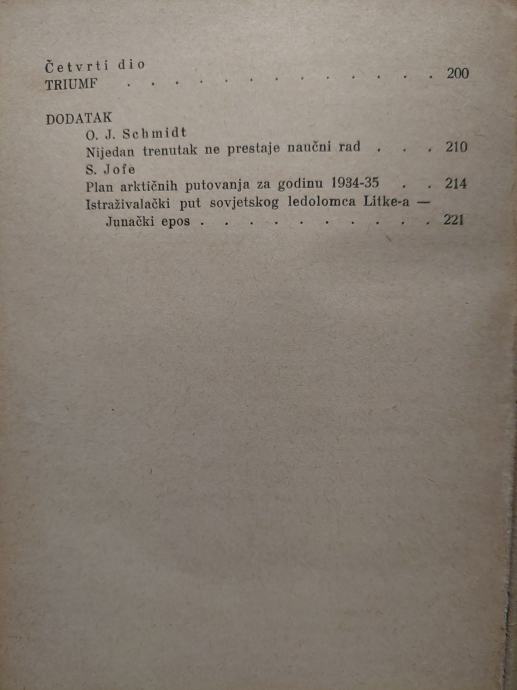 Četvrti dio
TRIUMF . . . . . . . . . . . . 200
DODATAK
O. J. Schmidt
Nijedan trenutak ne prestaje naučni rad . . . 210
S. Jofe
Plan arktičnih putovanja za godinu 1934-35 . . 214
Istraživalački put sovjetskog ledolomca Litke-a —
Junački epos . . . . . . . . . . 221